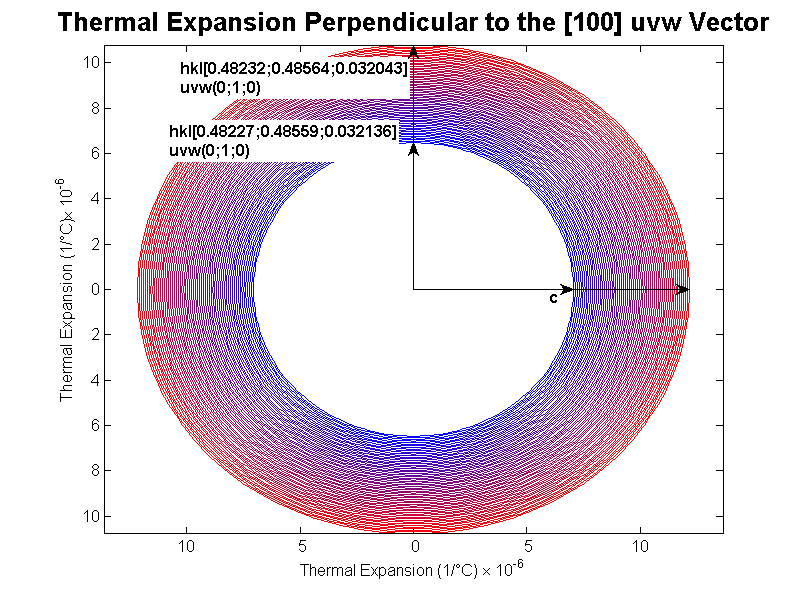 Thermal Expansion Perpendicular to the [100] uvw Vector
10
hkl[0.48232;0.48564;0.032043]
uvw(0;1;0)
8
hkl[0.48227;0.48559;0.032136]
uvw(0;1;0)
6
4
2
0
c
2
4
6
8
10
Thermal Expansion (1/°C)× 10-6
10 5 0 5 10
Thermal Expansion (1/°C) × 10-6